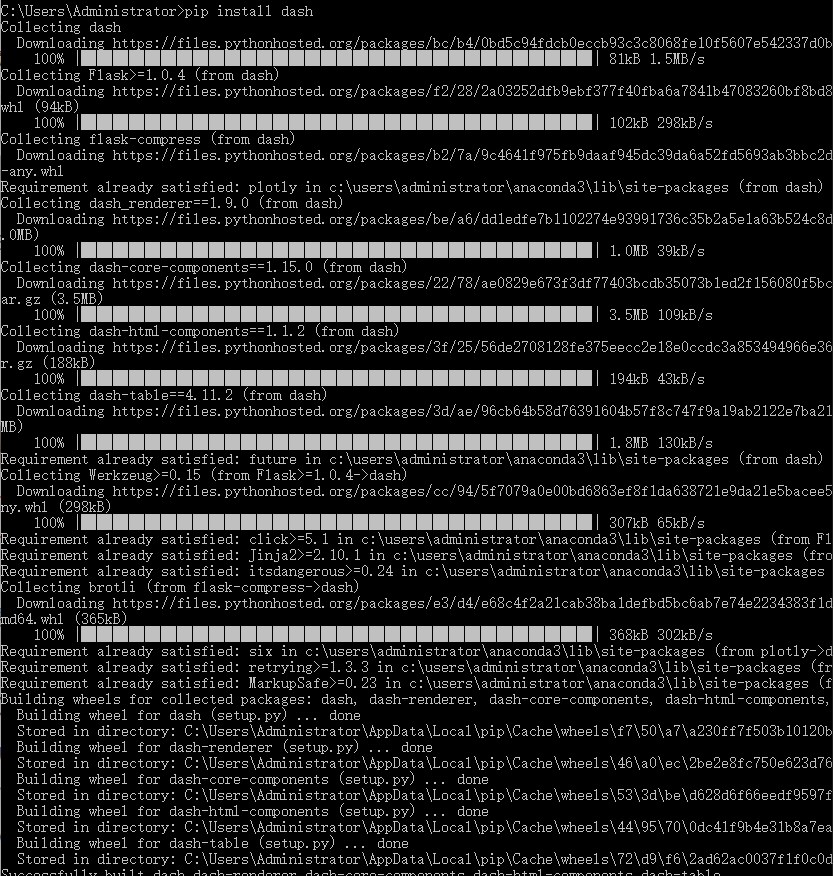 C:\Users\Administrator>pip install dash
Collecting dash
  Downloading https://files.pythonhosted.org/packages/bc/b4/0bd5c94fdcb0eccb93c3c8068fe10f5607e542337d0b
    100% | | 81kB 1.5MB/s
Collecting Flask>=1.0.4 (from dash)
  Downloading https://files.pythonhosted.org/packages/f2/28/2a03252dfb9ebf377f40fba6a7841b47083260bf8bd8
whl (94kB)
    100% | | 102kB 298kB/s
Collecting flask-compress (from dash)
  Downloading https://files.pythonhosted.org/packages/b2/7a/9c4641f975fb9daaf945dc39da6a52fd5693ab3bbc2d
-any.whl
Requirement already satisfied: plotly in c:\users\administrator\anaconda3\lib\site-packages (from dash)
Collecting dash_renderer==1.9.0 (from dash)
  Downloading https://files.pythonhosted.org/packages/be/a6/dd1edfe7b1102274e93991736c35b2a5e1a63b524c8d
.0MB)
    100% | | 1.0MB 39kB/s
Collecting dash-core-components==1.15.0 (from dash)
  Downloading https://files.pythonhosted.org/packages/22/78/ae0829e673f3df77403bcdb35073b1ed2f156080f5bc
ar.gz (3.5MB)
    100% | | 3.5MB 109kB/s
Collecting dash-html-components==1.1.2 (from dash)
  Downloading https://files.pythonhosted.org/packages/3f/25/56de2708128fe375eecc2e18e0ccdc3a853494966e36
r.gz (188kB)
    100% | | 194kB 43kB/s
Collecting dash-table==4.11.2 (from dash)
  Downloading https://files.pythonhosted.org/packages/3d/ae/96cb64b58d76391604b57f8c747f9a19ab2122e7ba21
MB)
    100% | | 1.8MB 130kB/s
Requirement already satisfied: future in c:\users\administrator\anaconda3\lib\site-packages (from dash)
Collecting Werkzeug>=0.15 (from Flask>=1.0.4->dash)
  Downloading https://files.pythonhosted.org/packages/cc/94/5f7079a0e00bd6863ef8f1da638721e9da21e5bacee5
ny.whl (298kB)
    100% | | 307kB 65kB/s
Requirement already satisfied: click>=5.1 in c:\users\administrator\anaconda3\lib\site-packages (from Fl
Requirement already satisfied: Jinja2>=2.10.1 in c:\users\administrator\anaconda3\lib\site-packages (fro
Requirement already satisfied: itsdangerous>=0.24 in c:\users\administrator\anaconda3\lib\site-packages
Collecting brotli (from flask-compress->dash)
  Downloading https://files.pythonhosted.org/packages/e3/d4/e68c4f2a21cab38ba1defbd5bc6ab7e74e2234383f1d
md64.whl (365kB)
    100% | | 368kB 302kB/s
Requirement already satisfied: six in c:\users\administrator\anaconda3\lib\site-packages (from plotly->d
Requirement already satisfied: retrying>=1.3.3 in c:\users\administrator\anaconda3\lib\site-packages (fr
Requirement already satisfied: MarkupSafe>=0.23 in c:\users\administrator\anaconda3\lib\site-packages (f
Building wheels for collected packages: dash, dash-renderer, dash-core-components, dash-html-components,
  Building wheel for dash (setup.py) ... done
  Stored in directory: C:\Users\Administrator\AppData\Local\pip\Cache\wheels\f7\50\a7\a230ff7f503b10120b
  Building wheel for dash-renderer (setup.py) ... done
  Stored in directory: C:\Users\Administrator\AppData\Local\pip\Cache\wheels\46\a0\ec\2be2e8fc750e623d76
  Building wheel for dash-core-components (setup.py) ... done
  Stored in directory: C:\Users\Administrator\AppData\Local\pip\Cache\wheels\53\3d\be\d628d6f66eedf9597f
  Building wheel for dash-html-components (setup.py) ... done
  Stored in directory: C:\Users\Administrator\AppData\Local\pip\Cache\wheels\44\95\70\0dc41f9b4e31b8a7ea
  Building wheel for dash-table (setup.py) ... done
  Stored in directory: C:\Users\Administrator\AppData\Local\pip\Cache\wheels\72\d9\f6\2ad62ac0037f1f0c0d
Successfully built dash dash-renderer dash-core-components dash-html-components dash-table